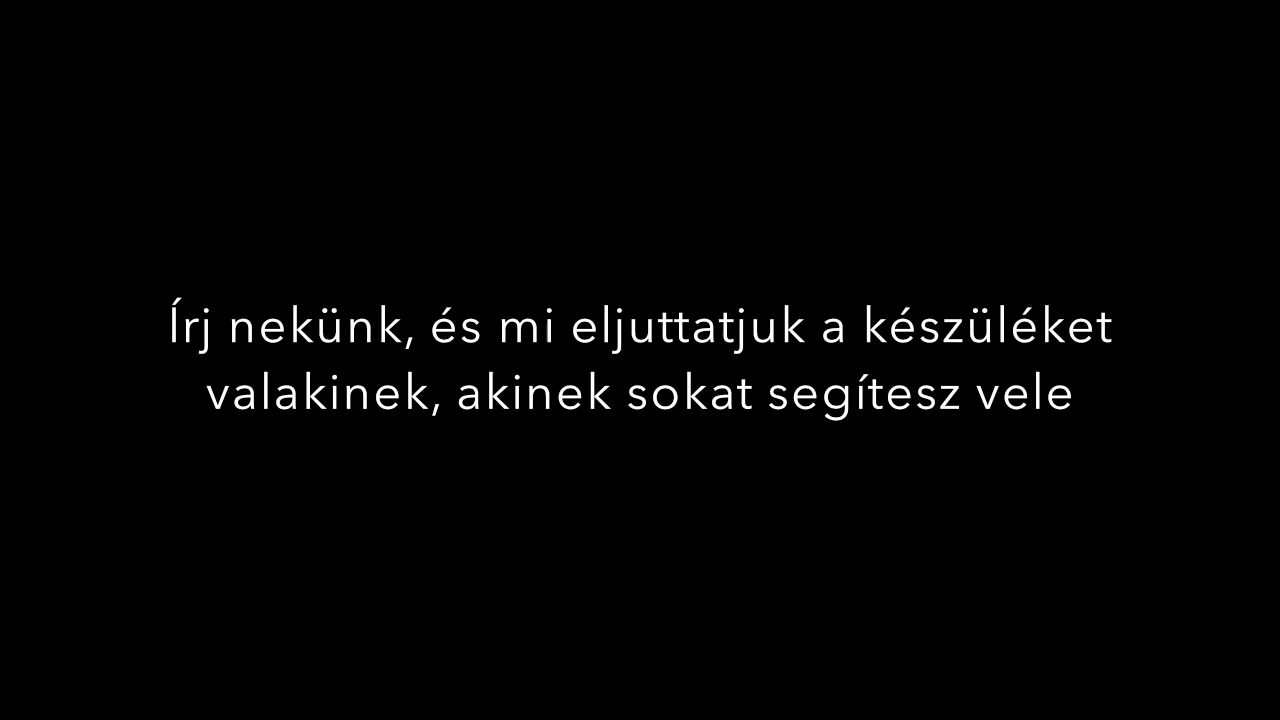 Írj nekünk, és mi eljuttatjuk a készüléket
valakinek, akinek sokat segítesz vele